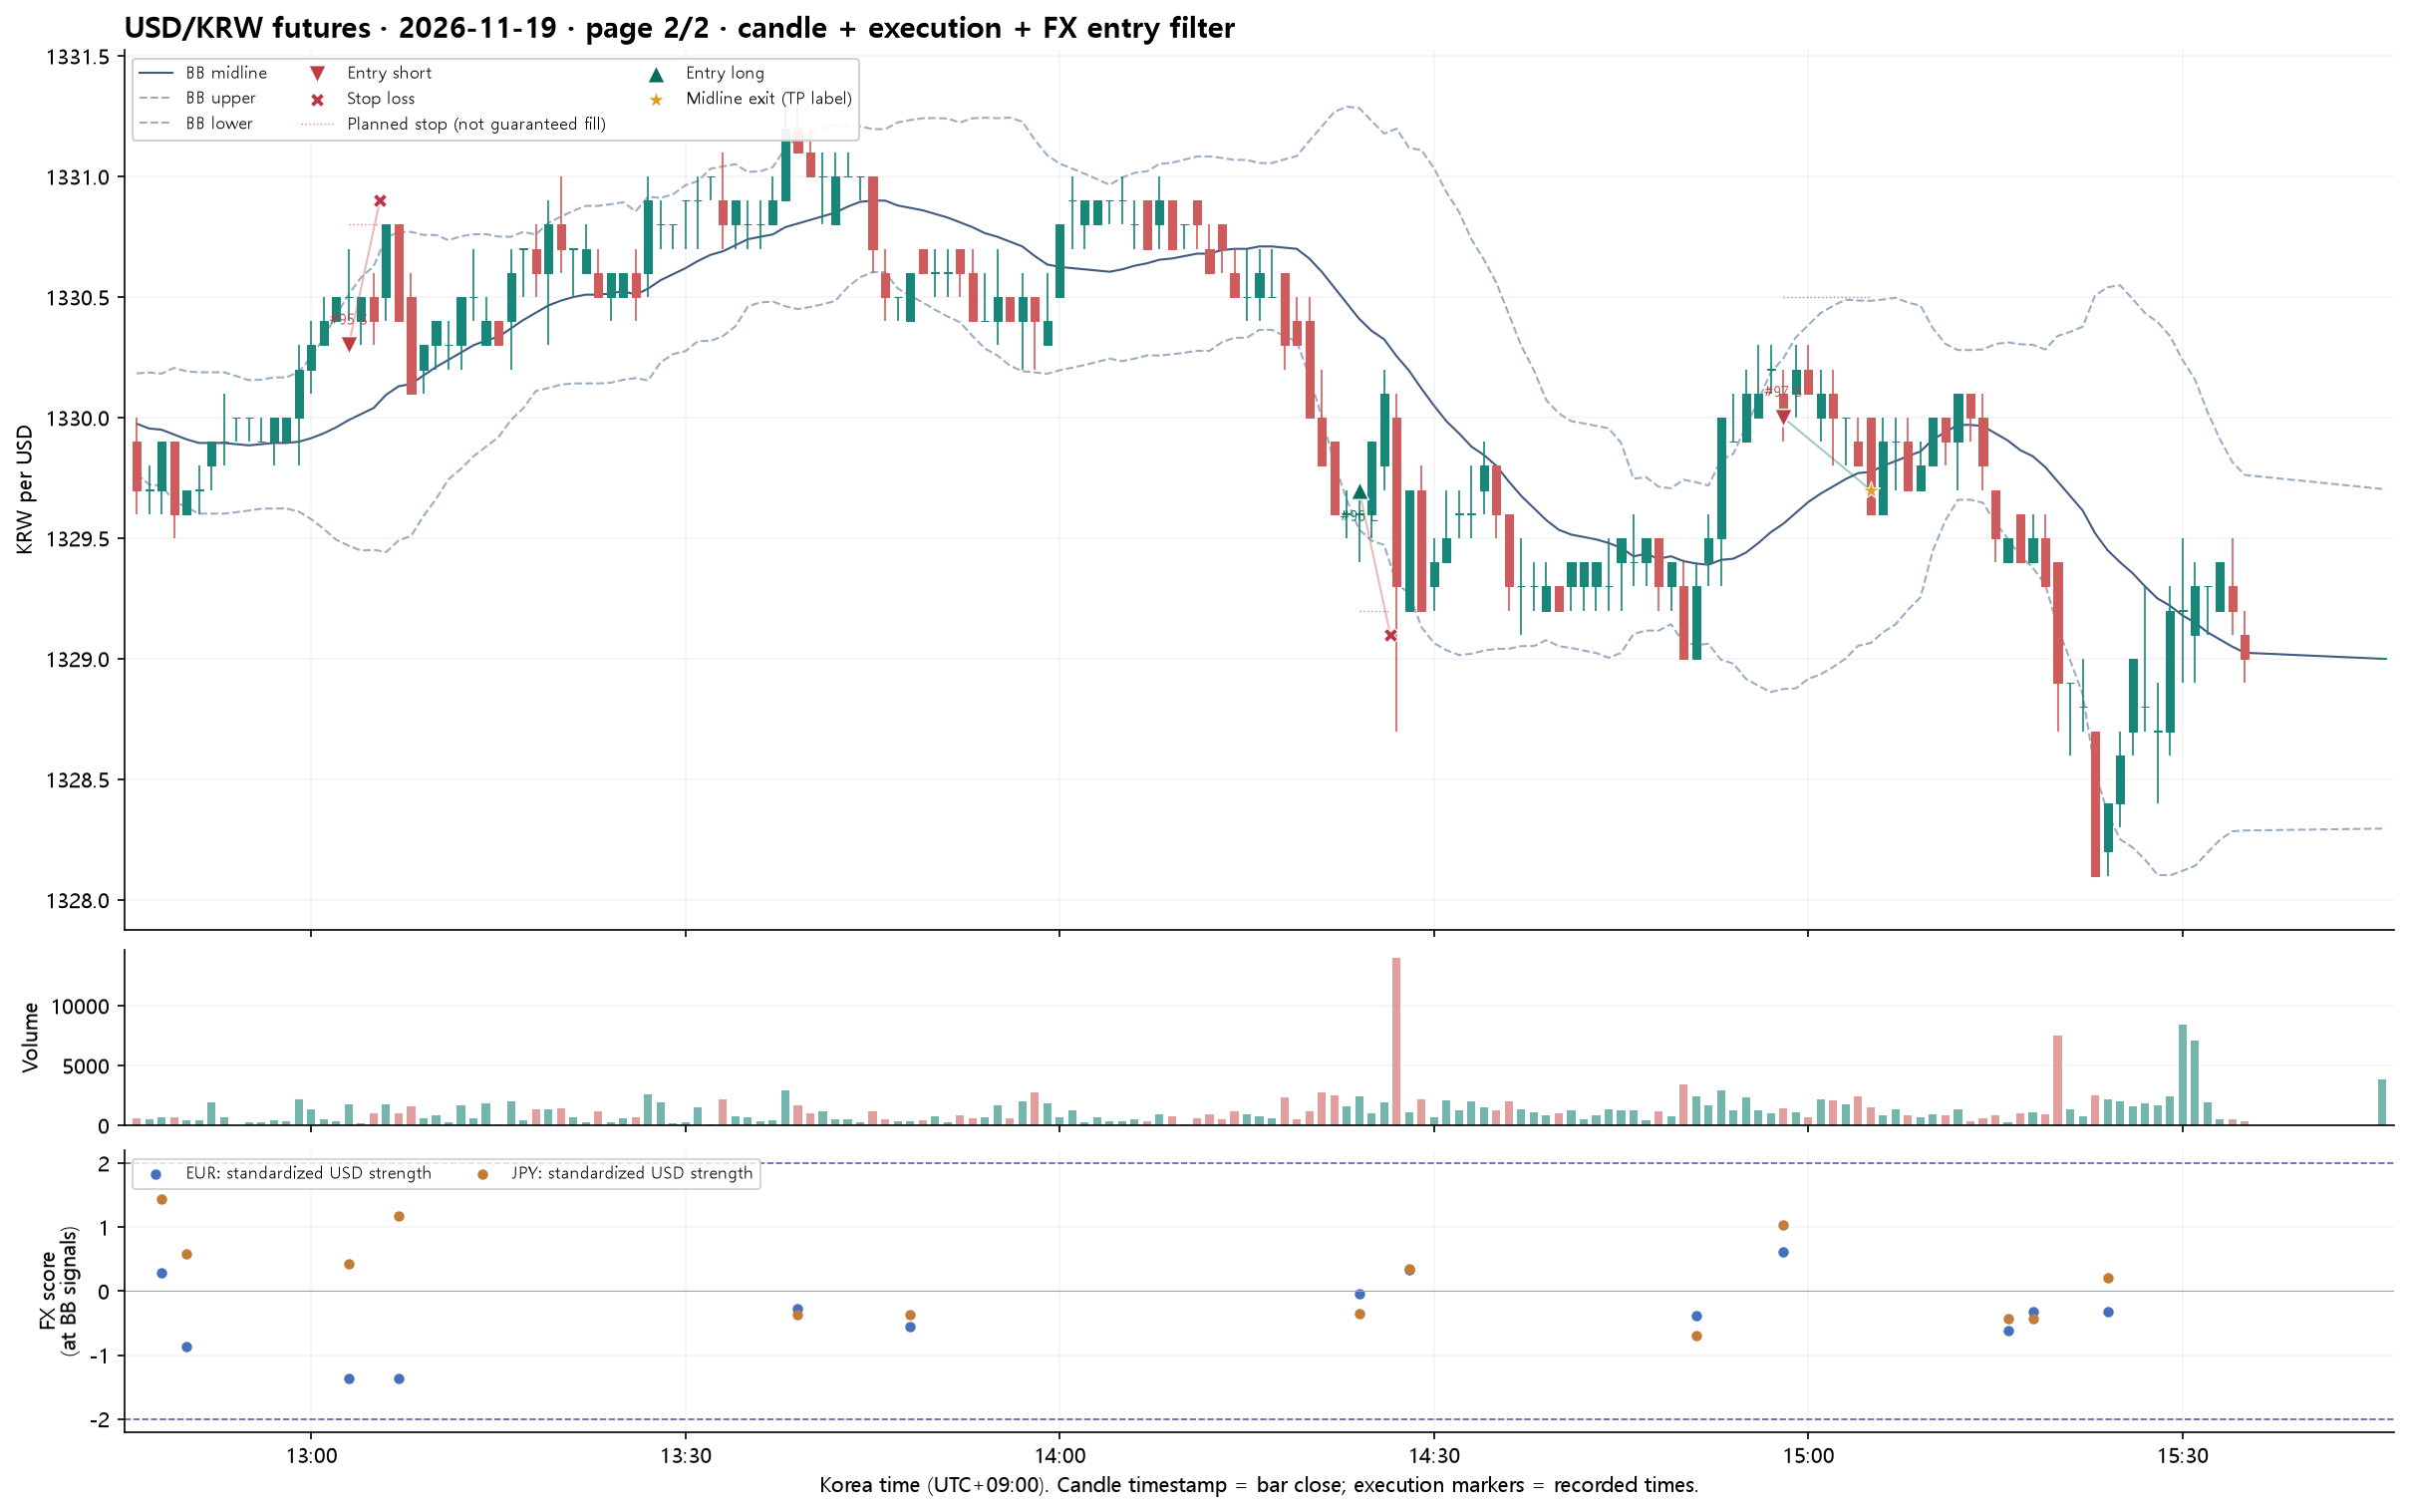 USD/KRW futures · 2026-11-19 · page 2/2 · candle + execution + FX entry filter
BB midline
BB upper
BB lower
Entry short
Stop loss
Planned stop (not guaranteed fill)
Entry long
Midline exit (TP label)
KRW per USD
1331.5
1331.0
1330.5
1330.0
1329.5
1329.0
1328.5
1328.0
Volume
10000
5000
0
EUR: standardized USD strength
JPY: standardized USD strength
FX score
(at BB signals)
2
1
0
-1
-2
13:00
13:30
14:00
14:30
15:00
15:30
Korea time (UTC+09:00). Candle timestamp = bar close; execution markers = recorded times.